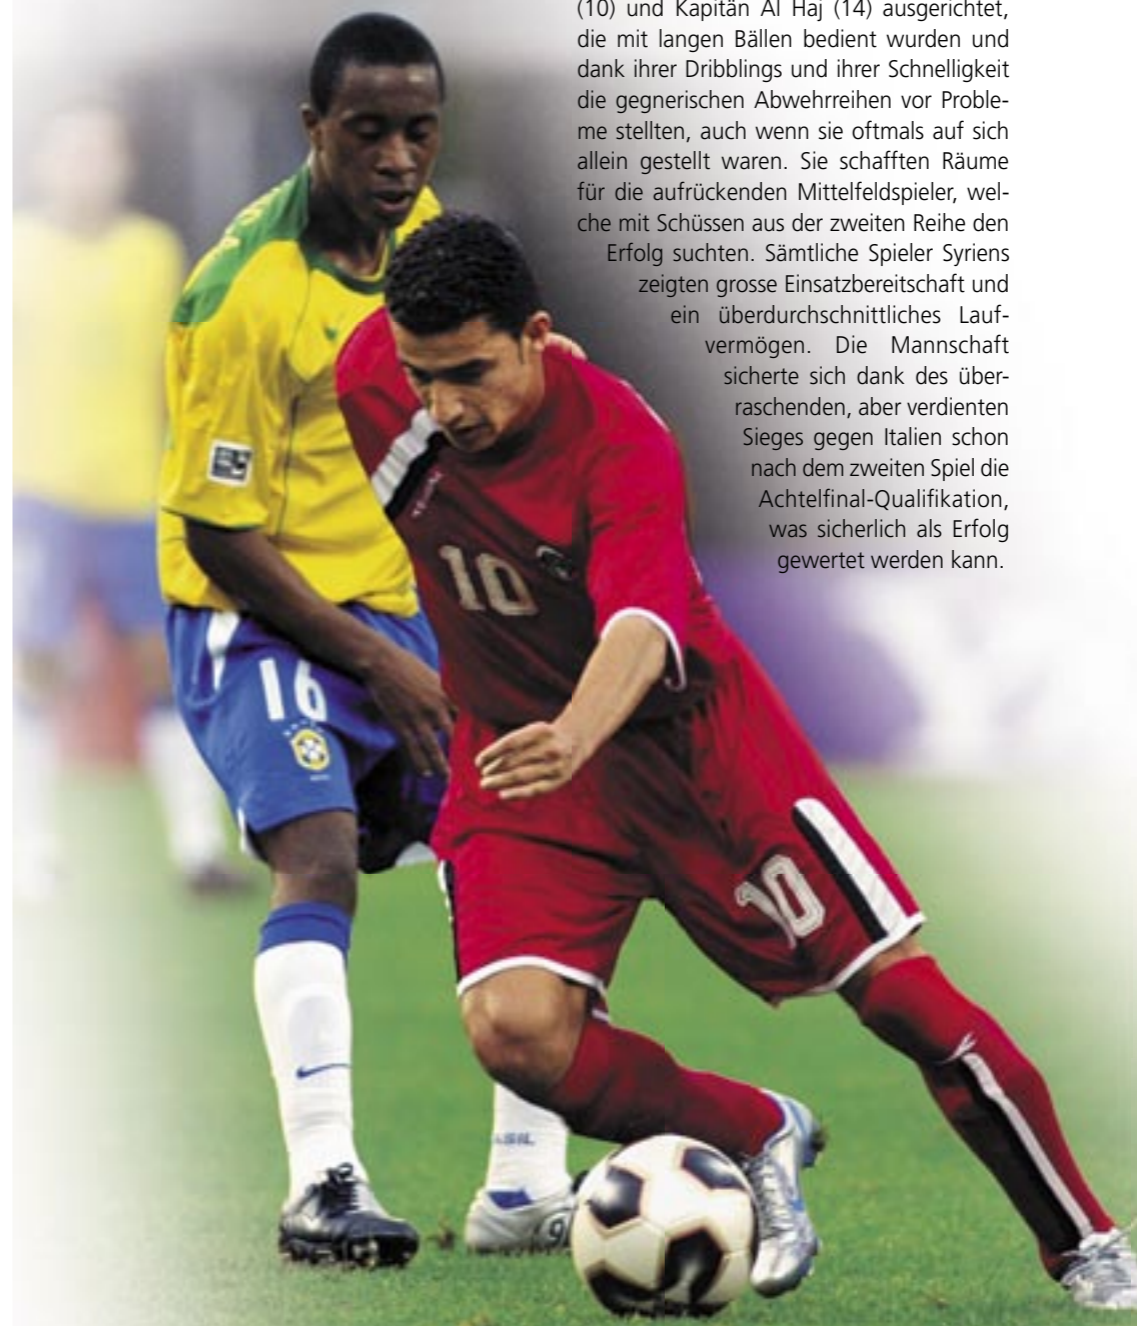 (10) und Kapitän Al Haj (14) ausgerichtet,
die mit langen Bällen bedient wurden und
dank ihrer Dribblings und ihrer Schnelligkeit
die gegnerischen Abwehrreihen vor Proble-
me stellten, auch wenn sie oftmals auf sich
allein gestellt waren. Sie schafften Räume
für die aufrückenden Mittelfeldspieler, wel-
che mit Schüssen aus der zweiten Reihe den
Erfolg suchten. Sämtliche Spieler Syriens
zeigten grosse Einsatzbereitschaft und
ein überdurchschnittliches Lauf-
vermögen. Die Mannschaft
sicherte sich dank des über-
raschenden, aber verdienten
Sieges gegen Italien schon
nach dem zweiten Spiel die
Achtelfinal-Qualifikation,
was sicherlich als Erfolg
gewertet werden kann.
10
16
10